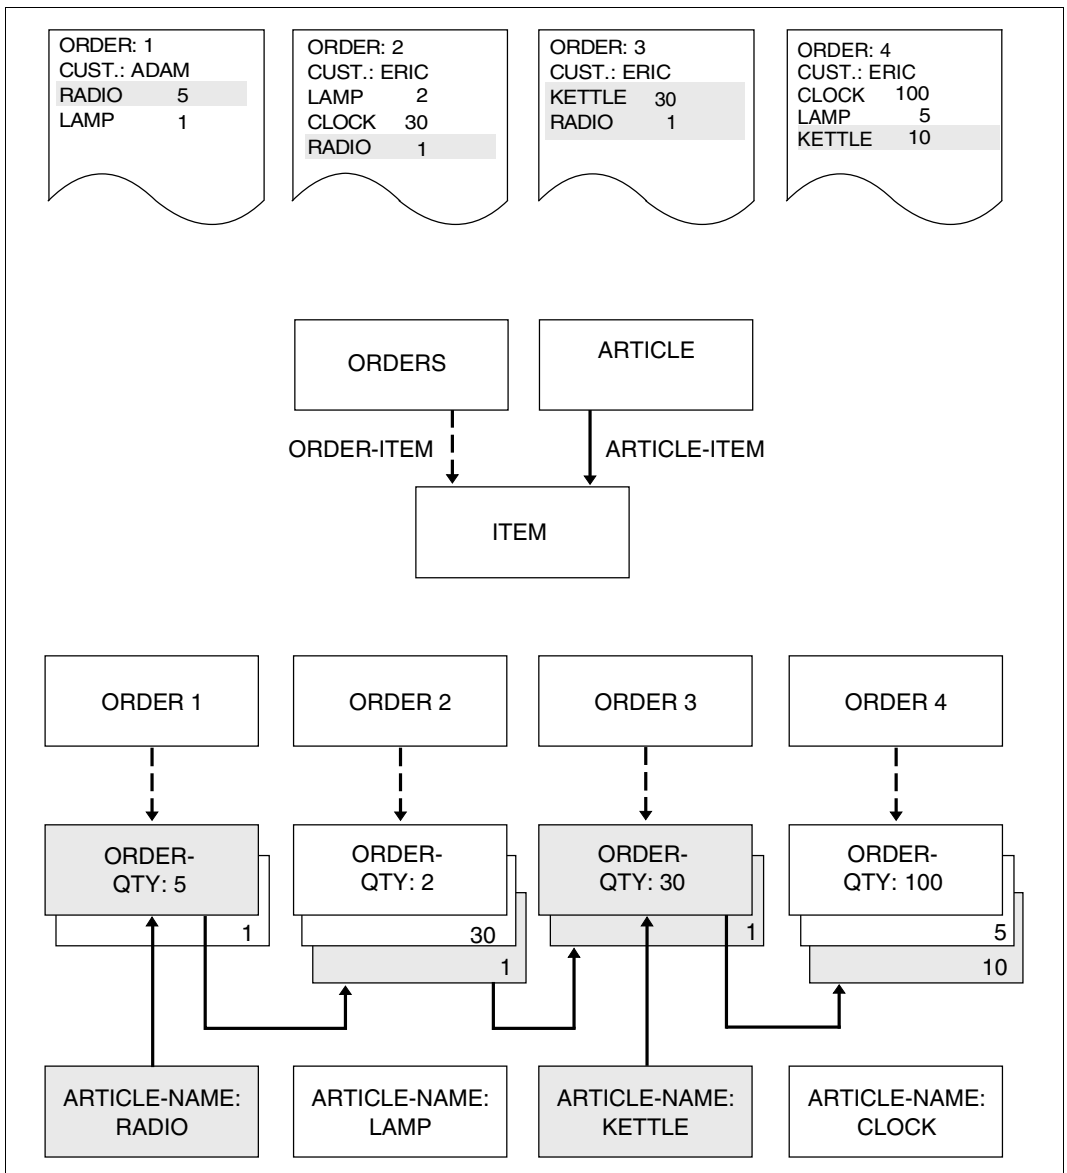 ORDER: 1
CUST.: ADAM
RADIO 5
LAMP 1
ORDER: 2
CUST.: ERIC
LAMP 2
CLOCK 30
RADIO 1
ORDER: 3
CUST.: ERIC
KETTLE 30
RADIO 1
ORDER: 4
CUST.: ERIC
CLOCK 100
LAMP 5
KETTLE 10
ORDERS
ARTICLE
ORDER-ITEM
ARTICLE-ITEM
ITEM
ORDER 1
ORDER 2
ORDER 3
ORDER 4
ORDER-
QTY: 5
1
ORDER-
QTY: 2
30
1
ORDER-
QTY: 30
1
ORDER-
QTY: 100
5
10
ARTICLE-NAME:
RADIO
ARTICLE-NAME:
LAMP
ARTICLE-NAME:
KETTLE
ARTICLE-NAME:
CLOCK